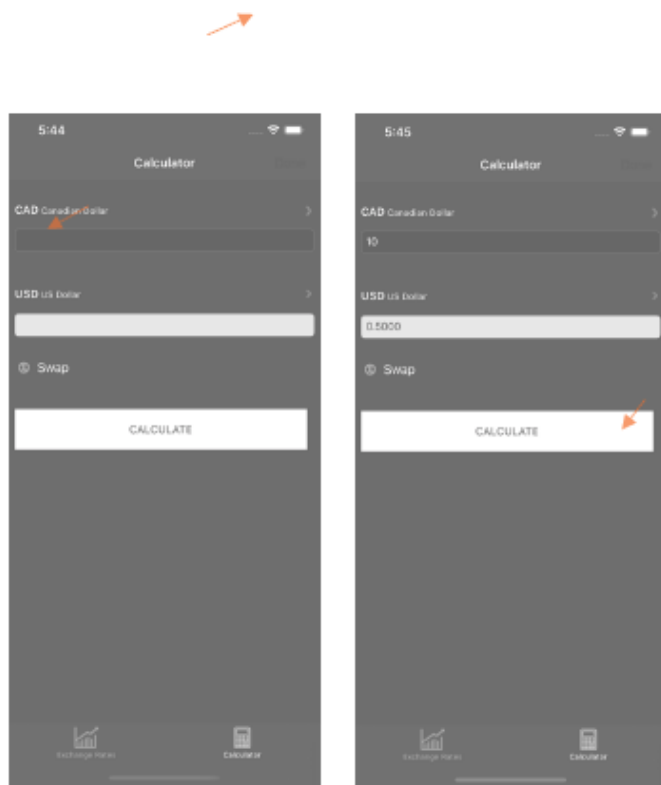 5:44
Calculator
CAD Canadian Dollar
USD US Dollar
Swap
CALCULATE
Exchange Rates
Calculator
5:45
Calculator
CAD Canadian Dollar
10
USD US Dollar
0.5000
Swap
CALCULATE
Exchange Rates
Calculator